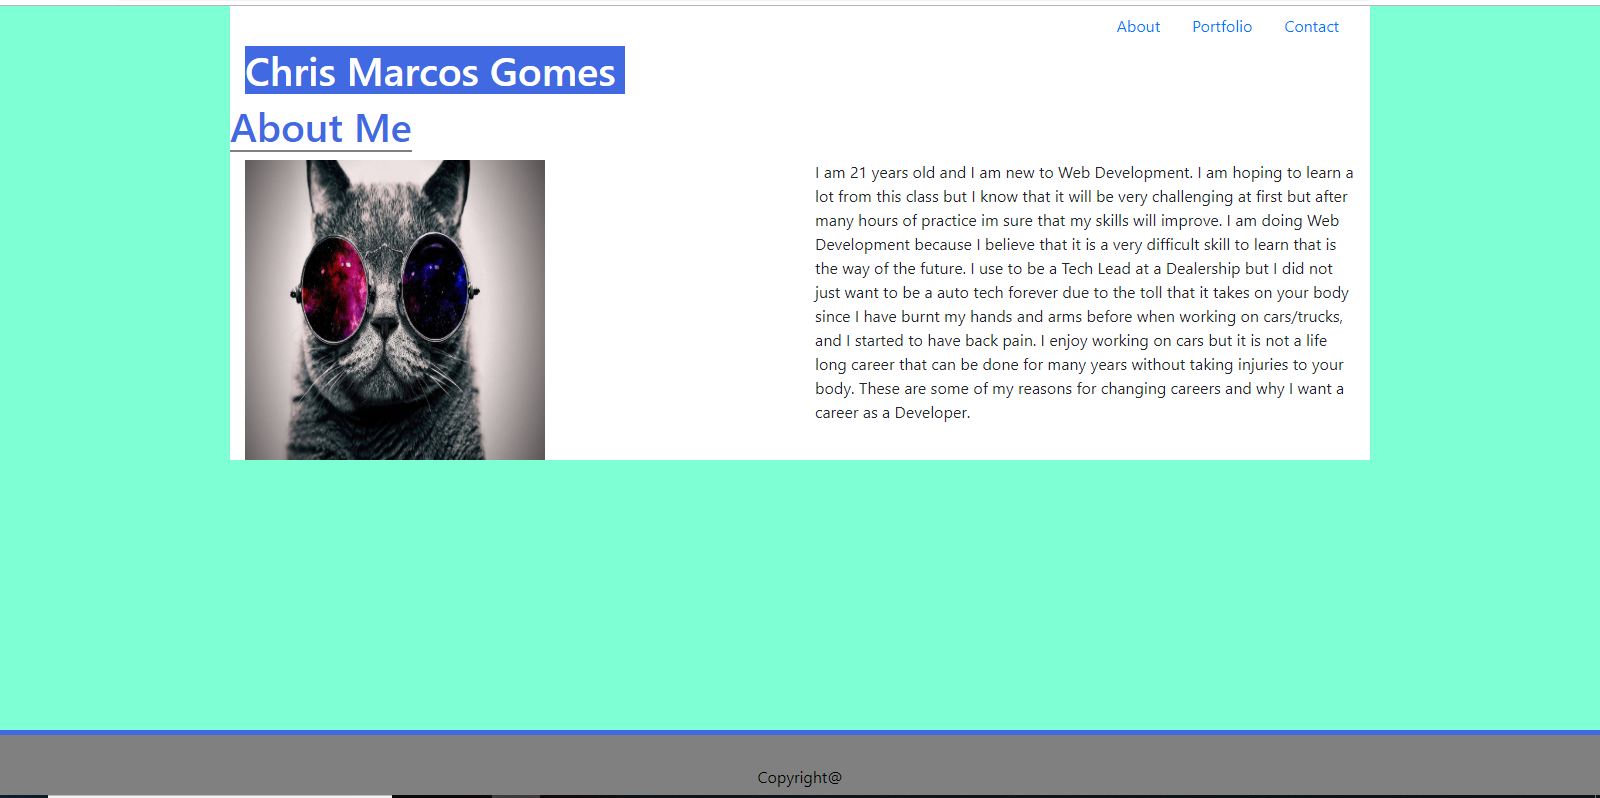 About Portfolio Contact
Chris Marcos Gomes
About Me
I am 21 years old and I am new to Web Development. I am hoping to learn a
lot from this class but I know that it will be very challenging at first but after
many hours of practice im sure that my skills will improve. I am doing Web
Development because I believe that it is a very difficult skill to learn that is
the way of the future. I use to be a Tech Lead at a Dealership but I did not
just want to be a auto tech forever due to the toll that it takes on your body
since I have burnt my hands and arms before when working on cars/trucks,
and I started to have back pain. I enjoy working on cars but it is not a life
long career that can be done for many years without taking injuries to your
body. These are some of my reasons for changing careers and why I want a
career as a Developer.
Copyright@